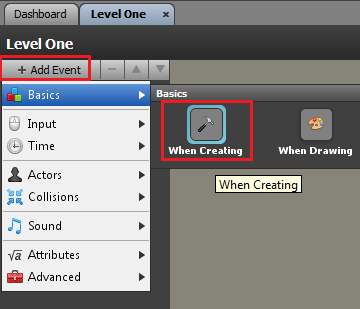 Dashboard
Level One
Level One
+ Add Event
Basics
Input
Time
Actors
Collisions
Sound
√a Attributes
Advanced
Basics
When Creating
When Drawing
When Creating